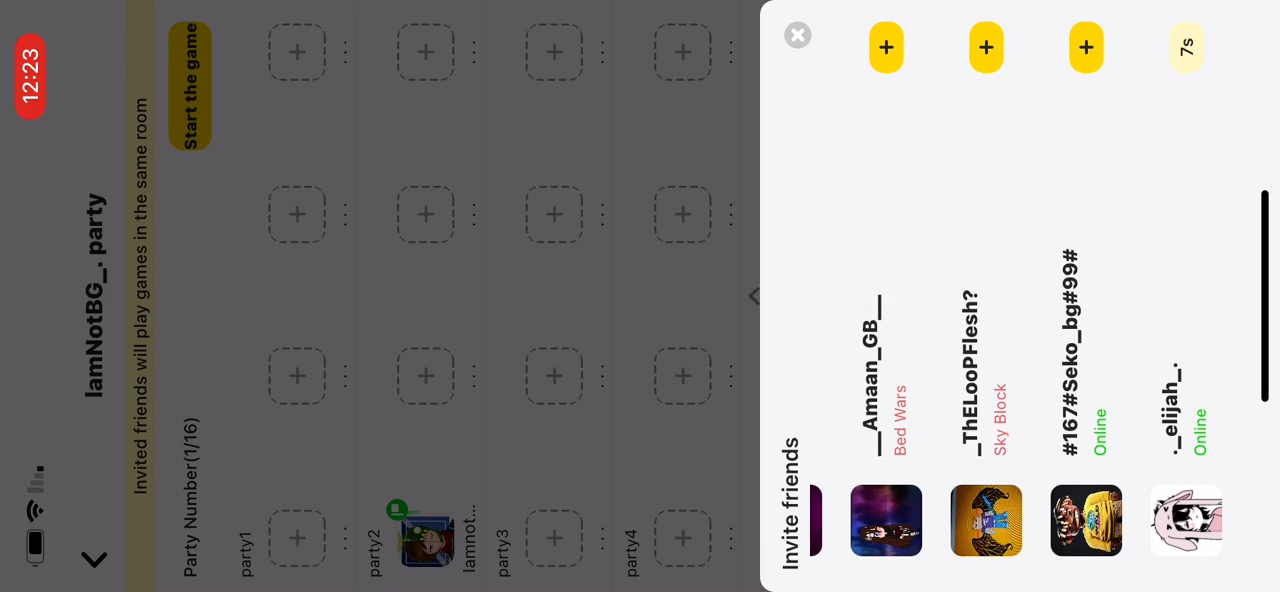 12:23
IamNotBG_. party
Invited friends will play games in the same room
Party Number(1/16)
Start the game
party1
party2
Iamnot...
party3
party4
Invite friends
__Amaan_GB__
Bed Wars
_ThELooPFlesh?
Sky Block
#167#Seko_bg#99#
Online
·_elijah_·
Online
7s